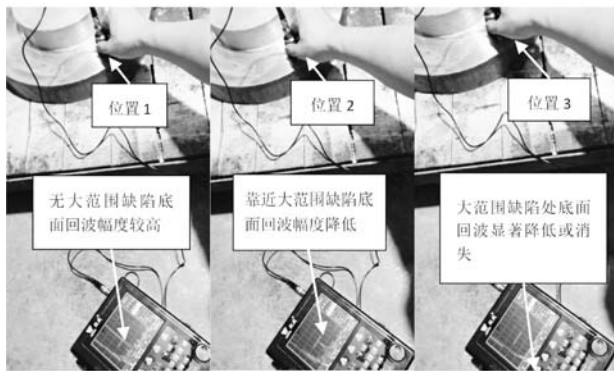 位置 1
位置 2
位置 3
无大范围缺陷底
面回波幅度较高
靠近大范围缺陷底
面回波幅度降低
大范围缺陷处底面
回波显著降低或消
失